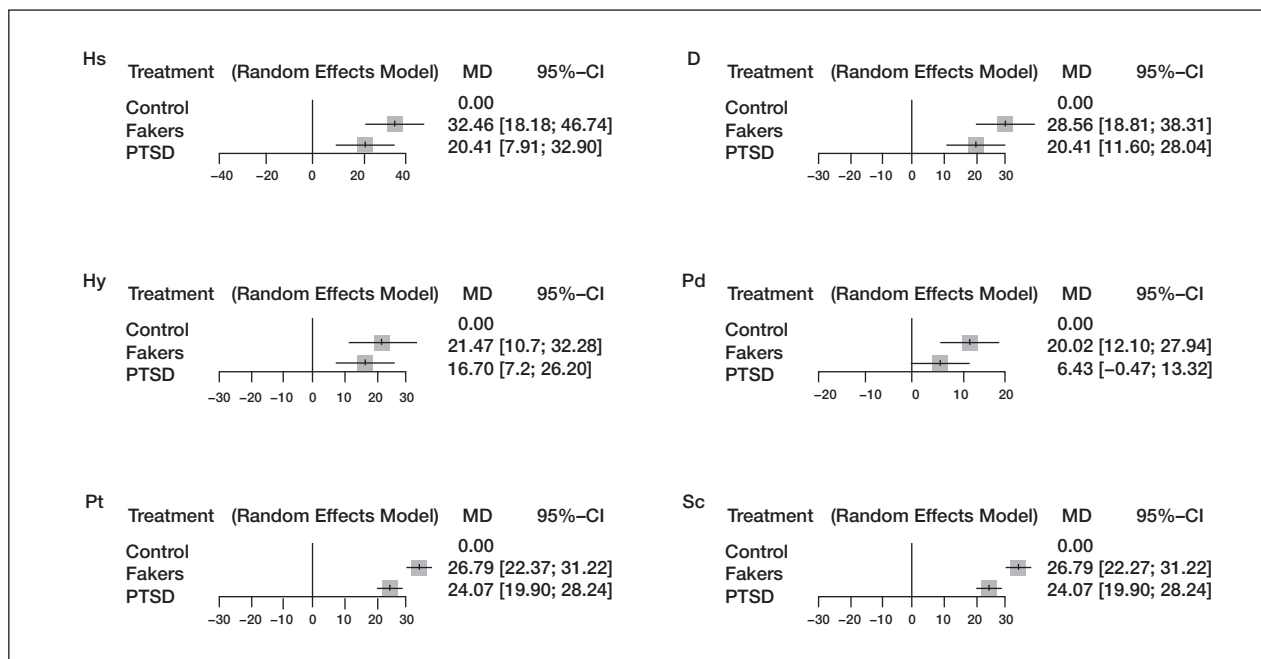 Hs
Treatment (Random Effects Model) MD 95%–CI
Control 0.00
Fakers 32.46 [18.18; 46.74]
PTSD 20.41 [7.91; 32.90]
–40 –20 0 20 40
D
Treatment (Random Effects Model) MD 95%–CI
Control 0.00
Fakers 28.56 [18.81; 38.31]
PTSD 20.41 [11.60; 28.04]
–30 –20 –10 0 10 20 30
Hy
Treatment (Random Effects Model) MD 95%–CI
Control 0.00
Fakers 21.47 [10.7; 32.28]
PTSD 16.70 [7.2; 26.20]
–30 –20 –10 0 10 20 30
Pd
Treatment (Random Effects Model) MD 95%–CI
Control 0.00
Fakers 20.02 [12.10; 27.94]
PTSD 6.43 [–0.47; 13.32]
–20 –10 0 10 20
Pt
Treatment (Random Effects Model) MD 95%–CI
Control 0.00
Fakers 26.79 [22.37; 31.22]
PTSD 24.07 [19.90; 28.24]
–30 –20 –10 0 10 20 30
Sc
Treatment (Random Effects Model) MD 95%–CI
Control 0.00
Fakers 26.79 [22.27; 31.22]
PTSD 24.07 [19.90; 28.24]
–30 –20 –10 0 10 20 30